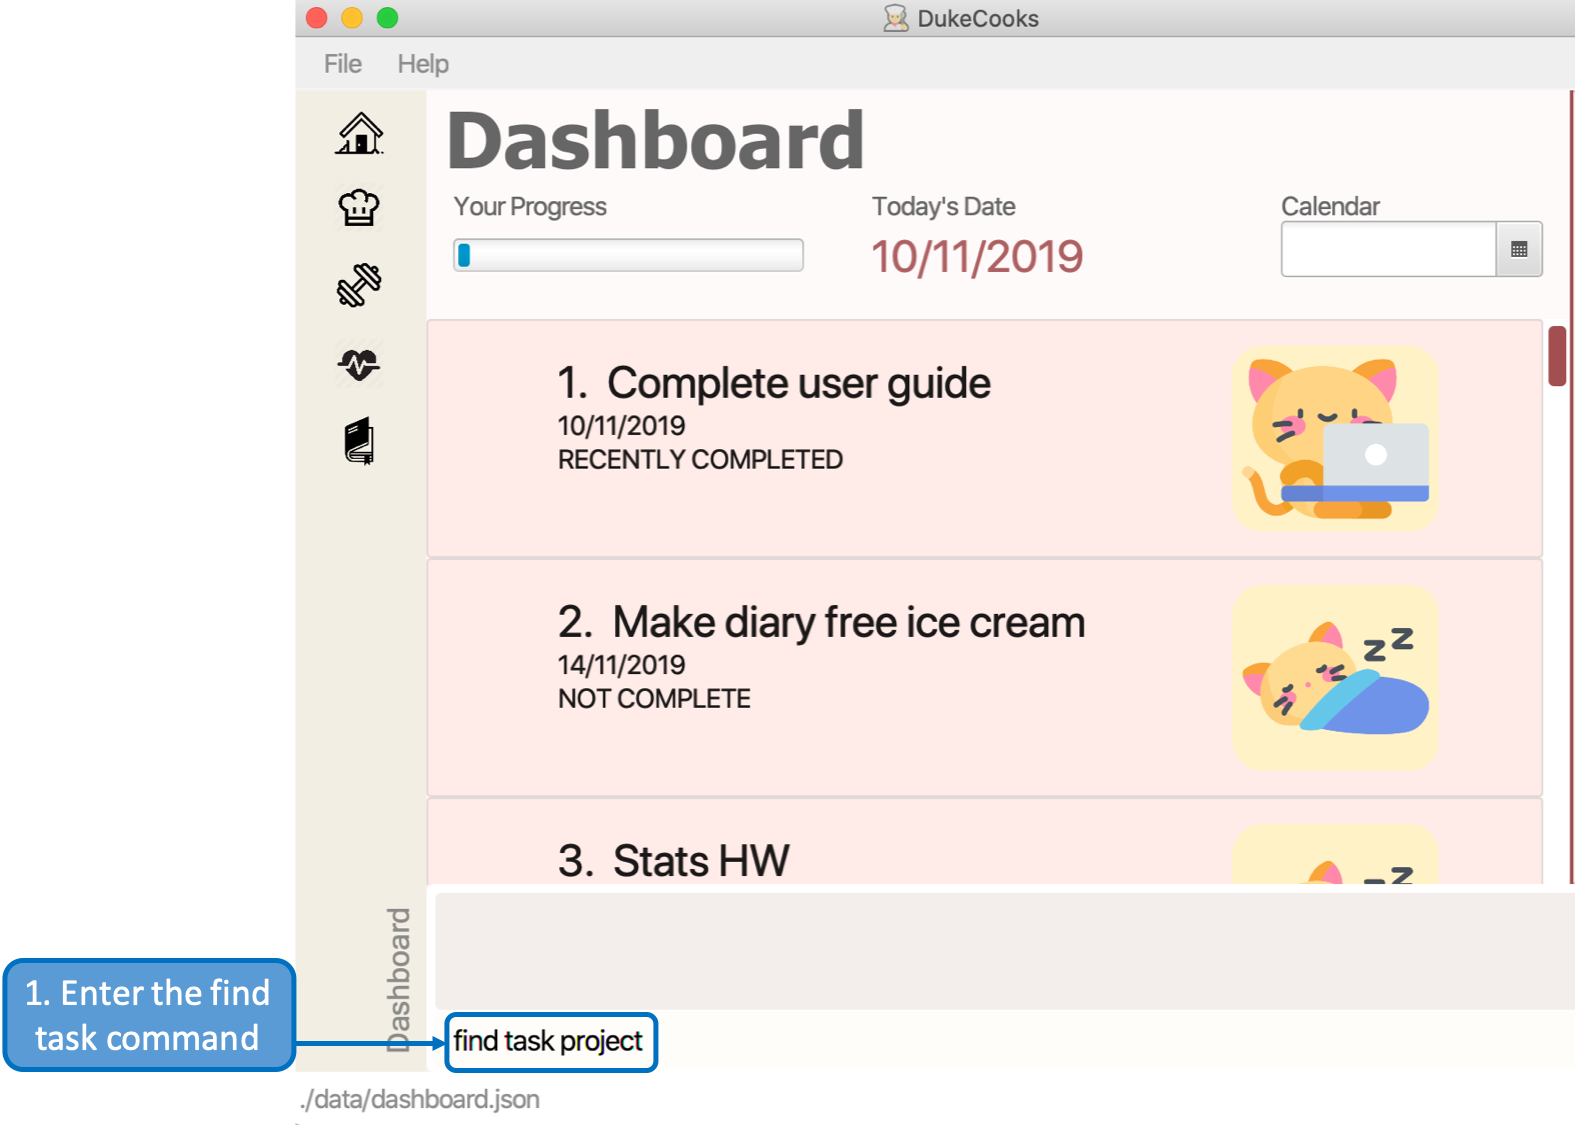 DukeCooks
File Help
Dashboard
Your Progress
Today's Date
Calendar
10/11/2019
1. Complete user guide
10/11/2019
RECENTLY COMPLETED
2. Make diary free ice cream
14/11/2019
NOT COMPLETE
zz
3. Stats HW
zz
Dashboard
1. Enter the find
task command
find task project
./data/dashboard.json